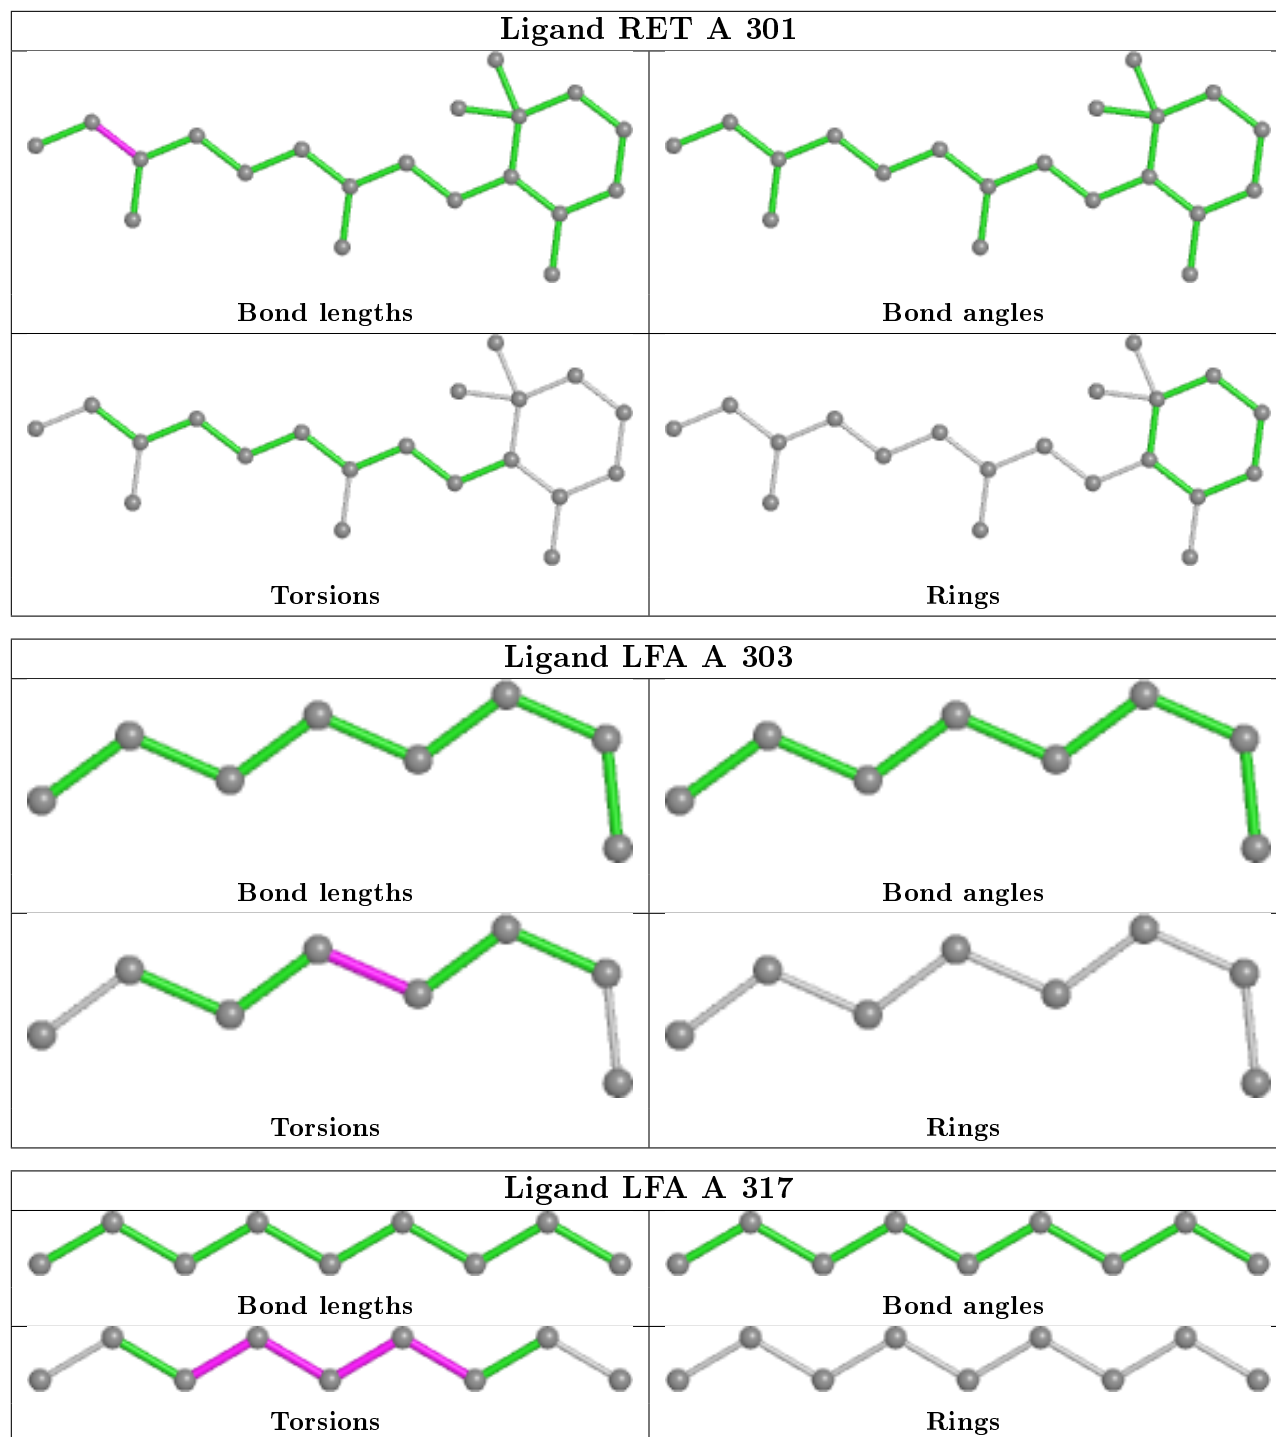 Ligand RET A 301
Bond lengths
Bond angles
Torsions
Rings
Ligand LFA A 303
Bond lengths
Bond angles
Torsions
Rings
Ligand LFA A 317
Bond lengths
Bond angles
Torsions
Rings